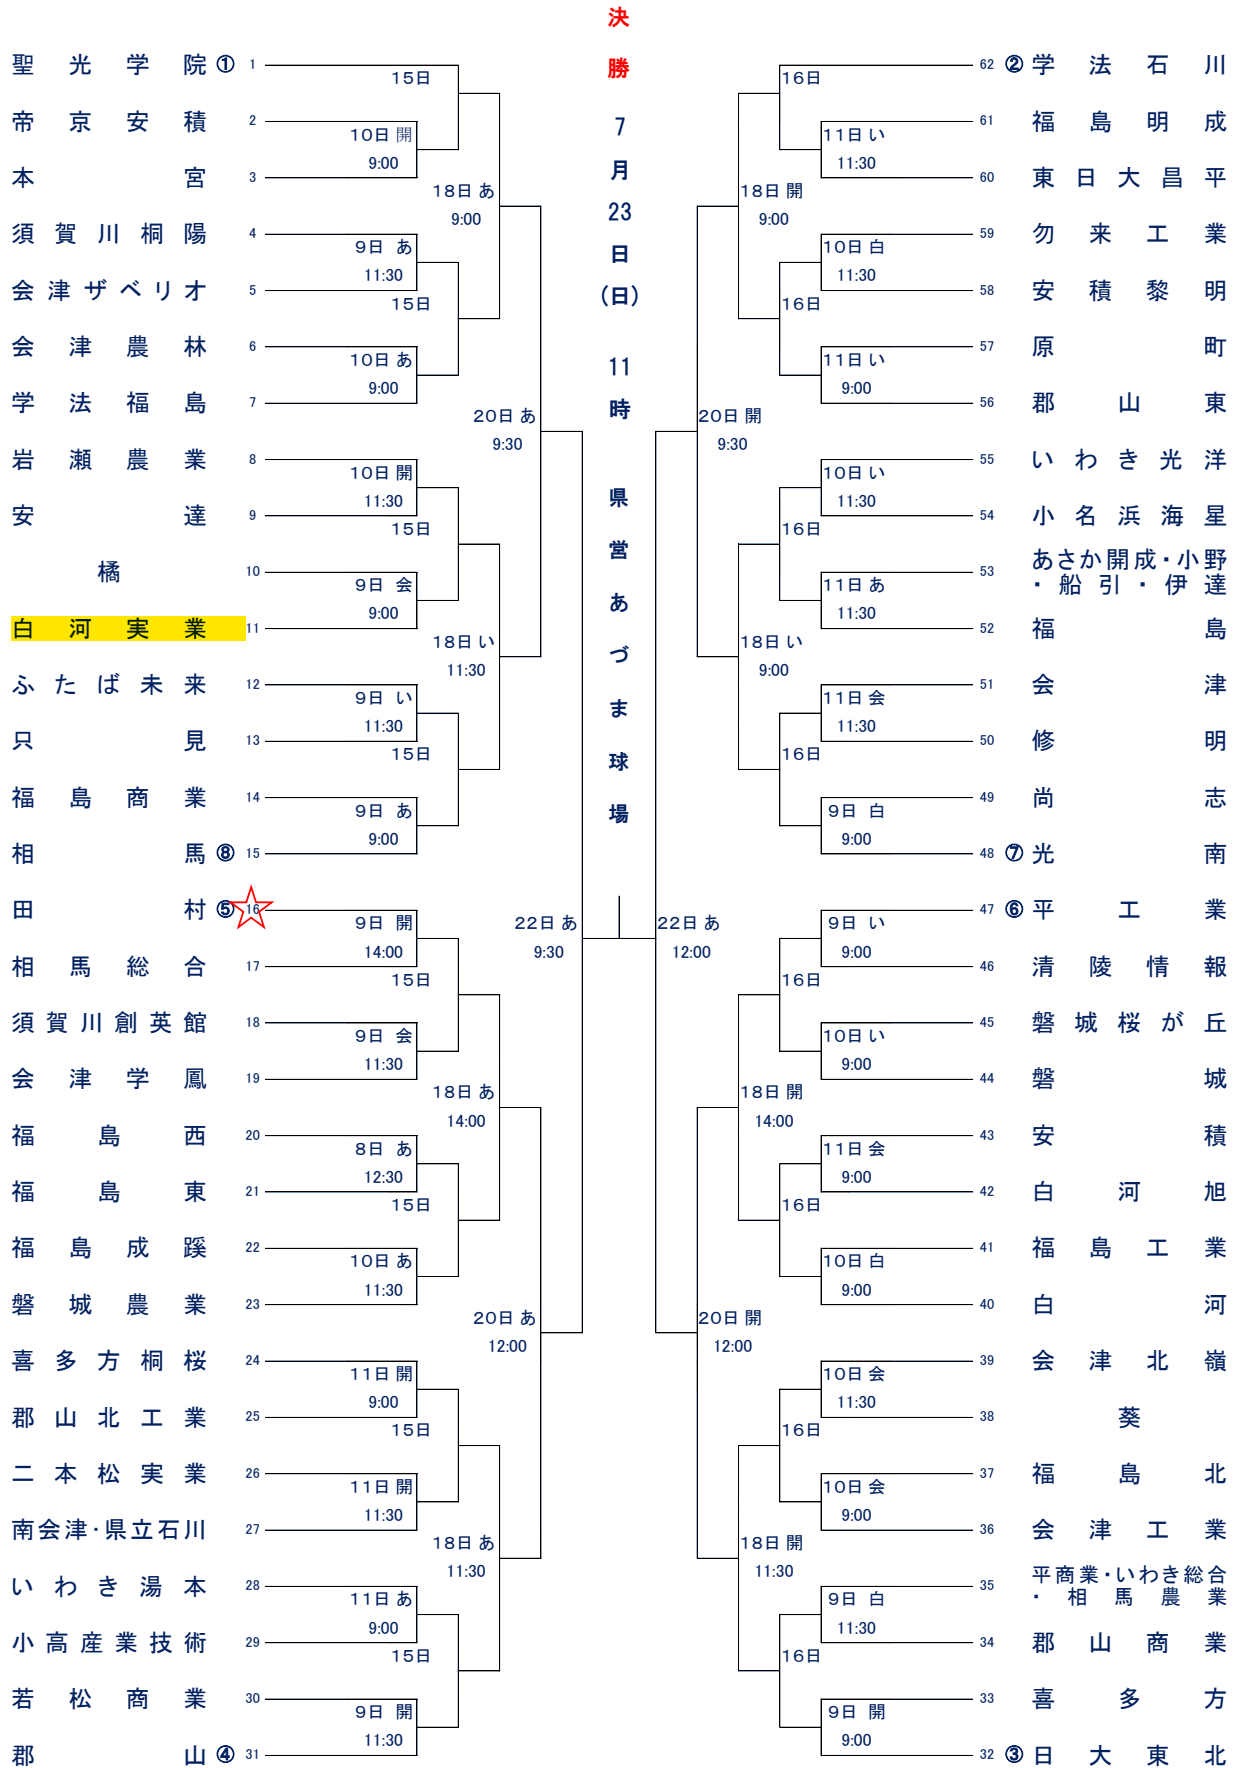 決
勝
7
月
23
日
(日)
11
時
県
営
あ
づ
ま
球
場
聖光学院 ① 1
15日
帝京安積 2
10日 開
9:00
本宮 3
18日 あ
9:00
須賀川桐陽 4
9日 あ
11:30
会津ザベリオ 5
15日
会津農林 6
10日 あ
9:00
学法福島 7
20日 あ
9:30
岩瀬農業 8
10日 開
11:30
安達 9
15日
橘 10
9日 会
9:00
白河実業 11
18日 い
11:30
ふたば未来 12
9日 い
11:30
只見 13
15日
福島商業 14
9日 あ
9:00
相馬 ⑧ 15
田村 ⑤ 16
9日 開
14:00
22日 あ
9:30
相馬総合 17
15日
須賀川創英館 18
9日 会
11:30
会津学鳳 19
18日 あ
14:00
福島西 20
8日 あ
12:30
福島東 21
15日
福島成蹊 22
10日 あ
11:30
磐城農業 23
20日 あ
12:00
喜多方桐桜 24
11日 開
9:00
郡山北工業 25
15日
二本松実業 26
11日 開
11:30
南会津・県立石川 27
18日 あ
11:30
いわき湯本 28
11日 あ
9:00
小高産業技術 29
15日
若松商業 30
9日 開
11:30
郡山 ④ 31
62 ② 学法石川
16日
61 福島明成
11日 い
11:30
60 東日大昌平
18日 開
9:00
59 勿来工業
10日 白
11:30
58 安積黎明
16日
57 原町
11日 い
9:00
56 郡山東
20日 開
9:30
55 いわき光洋
10日 い
11:30
54 小名浜海星
16日
53 あさか開成・小野
・船引・伊達
11日 あ
11:30
52 福島
18日 い
9:00
51 会津
11日 会
11:30
50 修明
16日
49 尚志
9日 白
9:00
48 ⑦ 光南
47 ⑥ 平工業
9日 い
9:00
22日 あ
12:00
46 清陵情報
16日
45 磐城桜が丘
10日 い
9:00
44 磐城
18日 開
14:00
43 安積
11日 会
9:00
42 白河旭
16日
41 福島工業
10日 白
9:00
40 白河
20日 開
12:00
39 会津北嶺
10日 会
11:30
38 葵
16日
37 福島北
10日 会
9:00
36 会津工業
18日 開
11:30
35 平商業・いわき総合
・相馬農業
9日 白
11:30
34 郡山商業
16日
33 喜多方
9日 開
9:00
32 ③ 日大東北